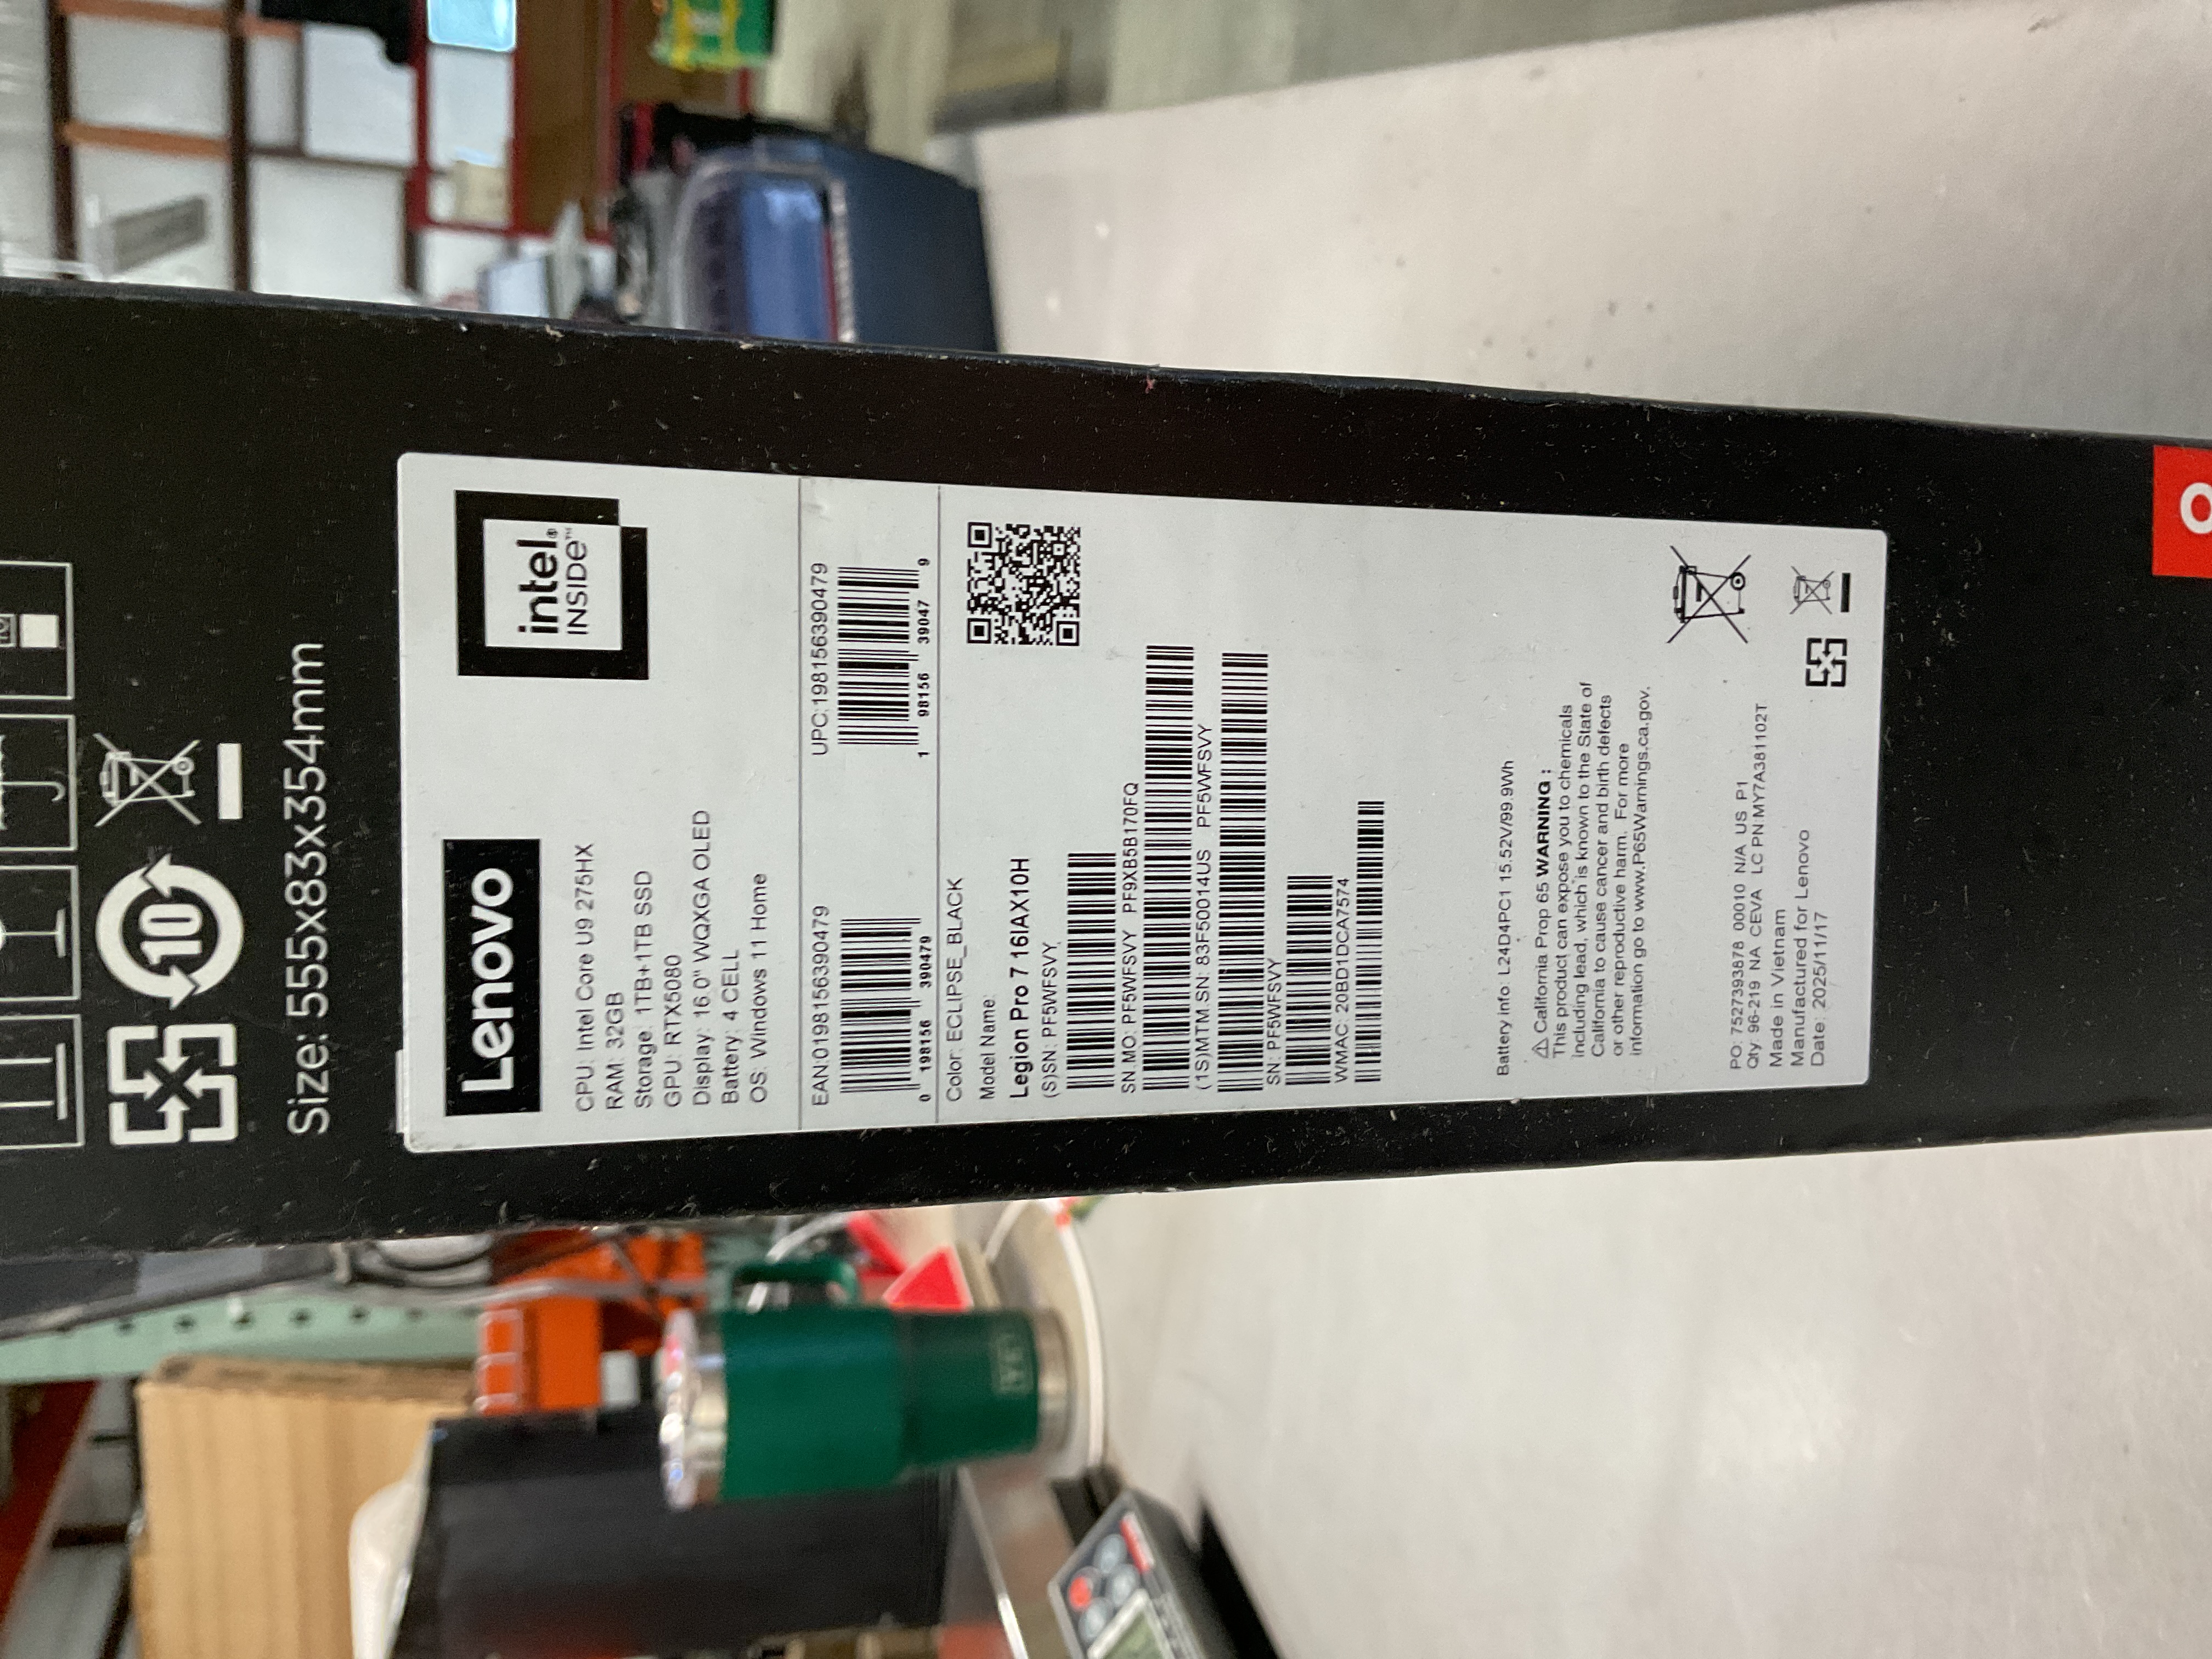 Size: 555x83x354mm
10
Lenovo
intel®
INSIDE™
CPU: Intel Core U9 275HX
RAM: 32GB
Storage: 1TB+1TB SSD
GPU: RTX5080
Display: 16.0" WQXGA OLED
Battery: 4 CELL
OS: Windows 11 Home
EAN:0198156390479
UPC:198156390479
0 198156 390479
1 98156 39047 9
Color: ECLIPSE_BLACK
Model Name:
Legion Pro 7 16IAX10H
(S)SN: PF5WFSVY
SN.MO: PF5WFSVY PF9XB5B170FQ
(1S)MTM.SN: 83F50014US PF5WFSVY
SN: PF5WFSVY
WMAC: 20BD1DCA7574
Battery info: L24D4PC1 15.52V/99.9Wh
⚠ California Prop 65 WARNING :
This product can expose you to chemicals
including lead, which is known to the State of
California to cause cancer and birth defects
or other reproductive harm. For more
information go to www.P65Warnings.ca.gov.
PO: 7527393878 00010 N/A US P1
Qty: 96-219 NA CEVA LC PN MY7A381102T
Made in Vietnam
Manufactured for Lenovo
Date: 2025/11/17
YETI